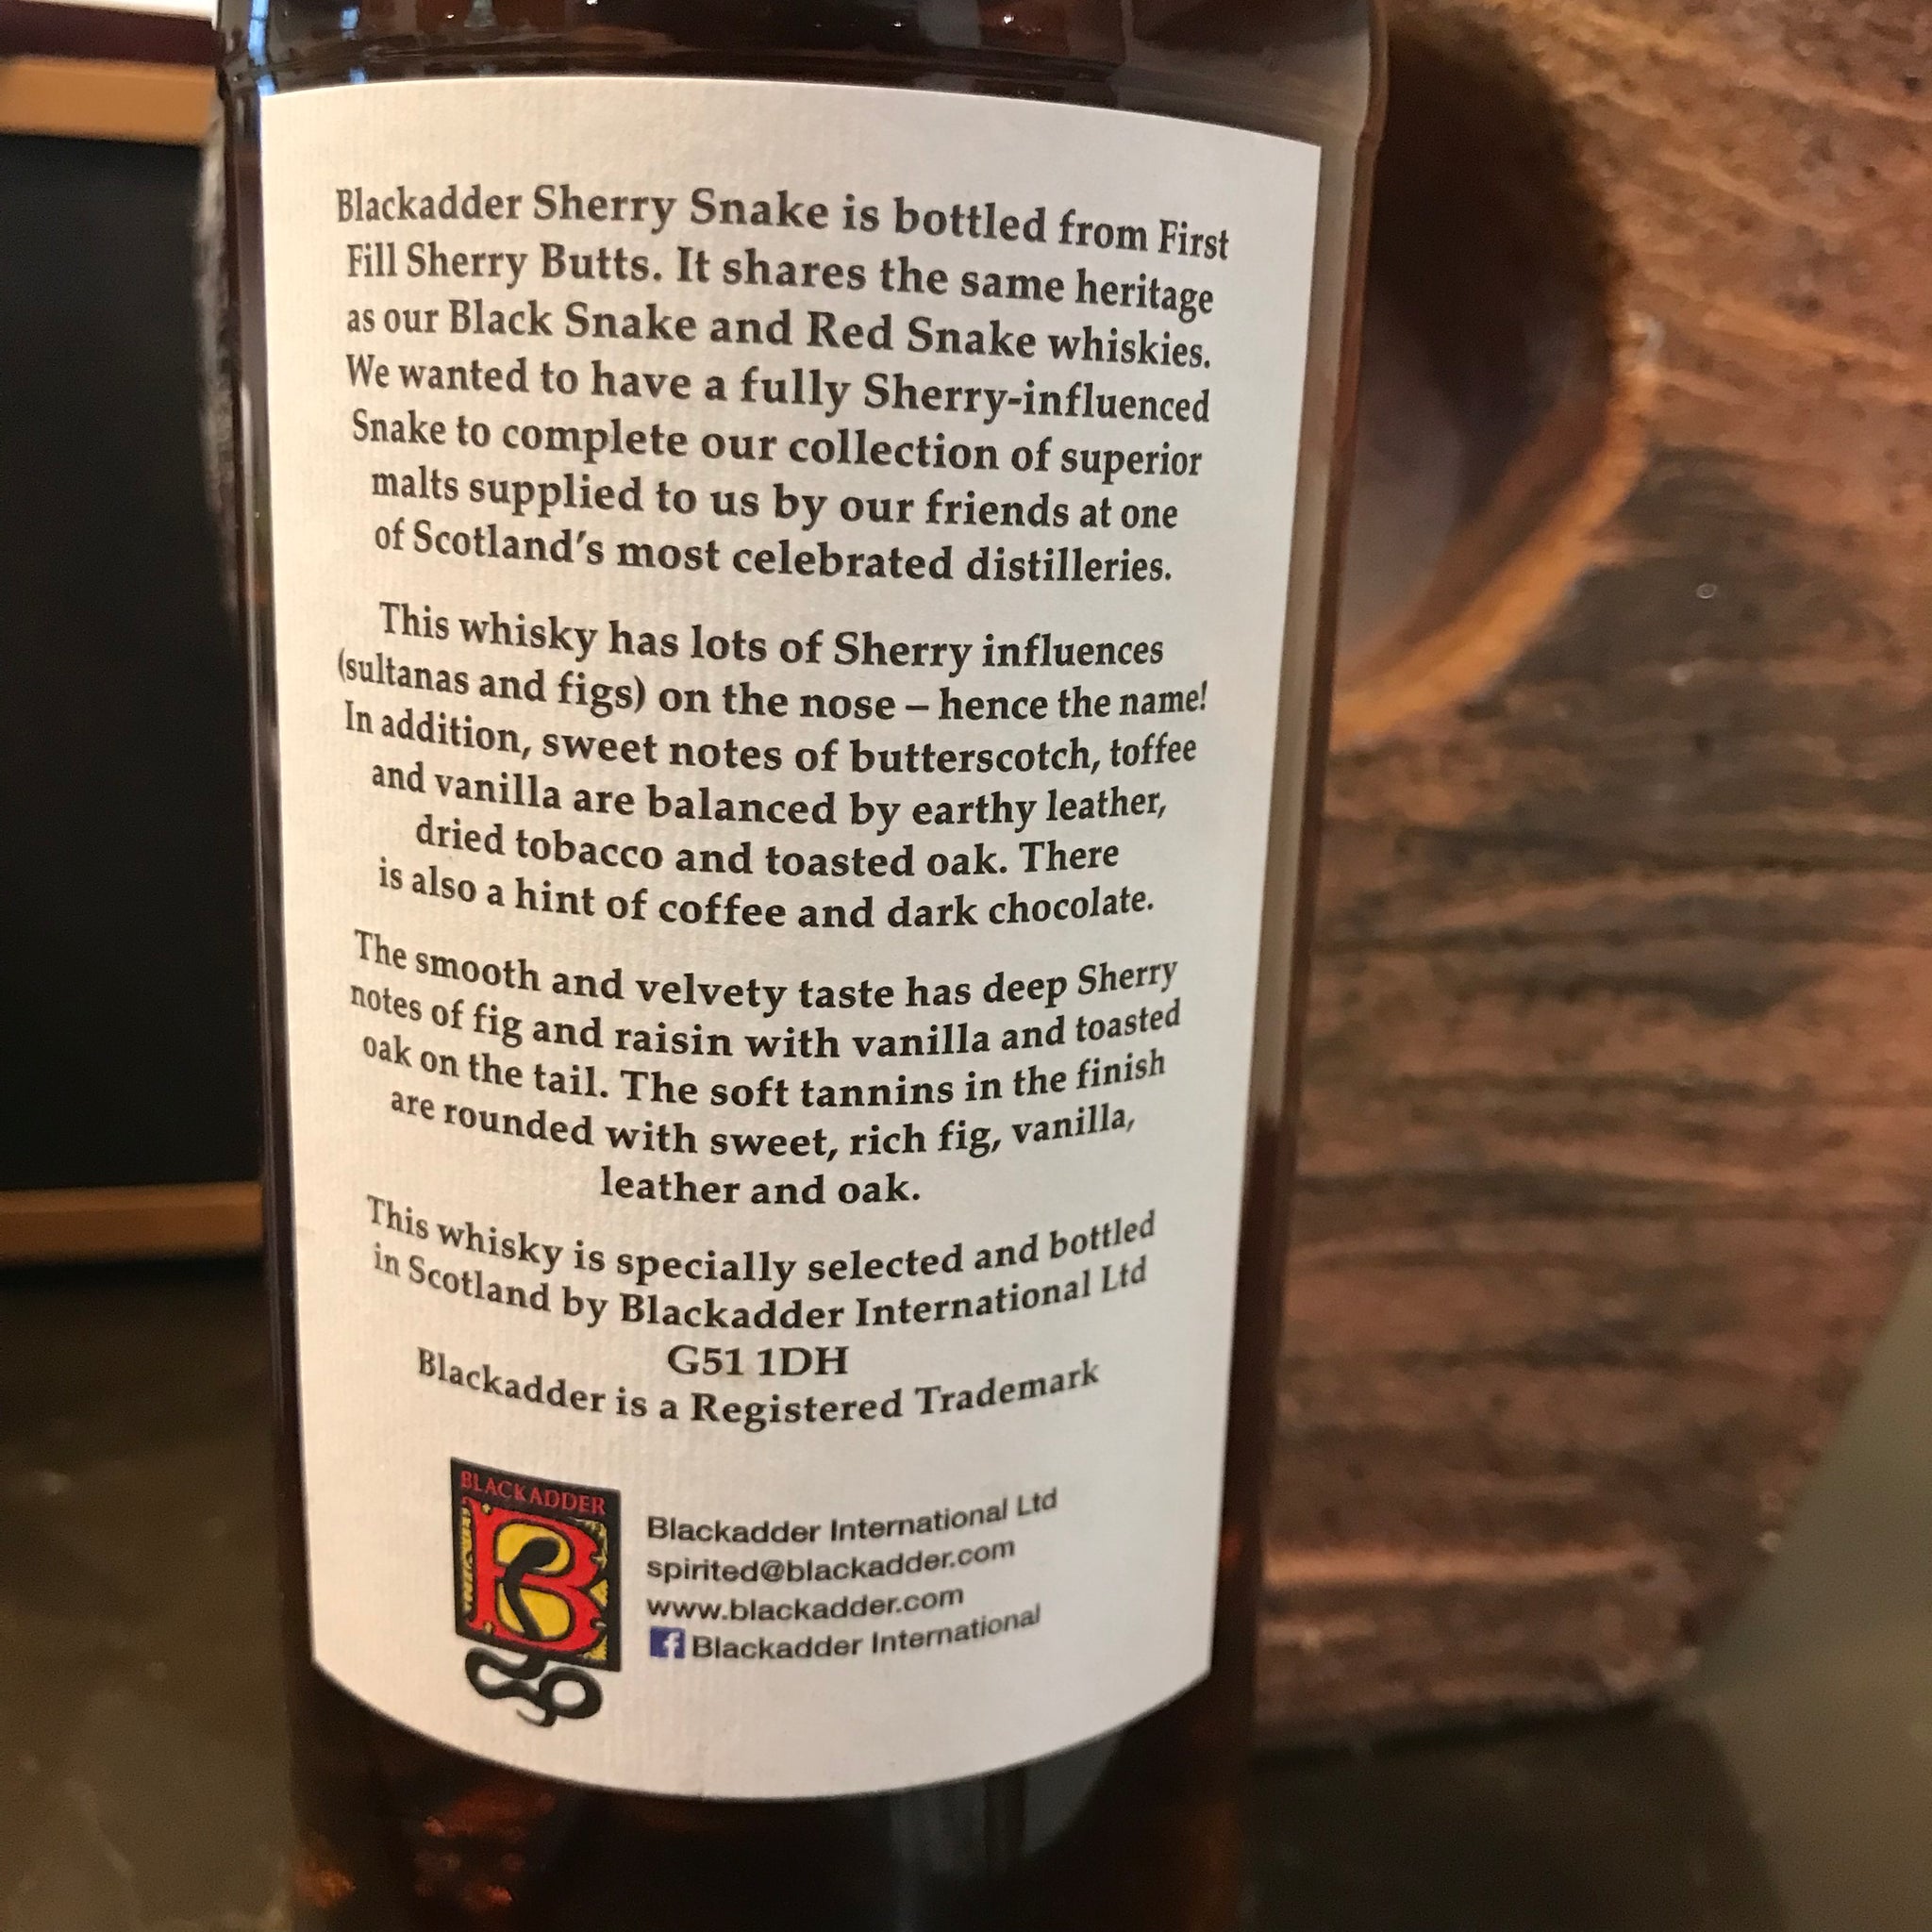 Blackadder Sherry Snake is bottled from First
Fill Sherry Butts. It shares the same heritage
as our Black Snake and Red Snake whiskies.
We wanted to have a fully Sherry-influenced
Snake to complete our collection of superior
malts supplied to us by our friends at one
of Scotland's most celebrated distilleries.
This whisky has lots of Sherry influences
(sultanas and figs) on the nose – hence the name!
In addition, sweet notes of butterscotch, toffee
and vanilla are balanced by earthy leather,
dried tobacco and toasted oak. There
is also a hint of coffee and dark chocolate.
The smooth and velvety taste has deep Sherry
notes of fig and raisin with vanilla and toasted
oak on the tail. The soft tannins in the finish
are rounded with sweet, rich fig, vanilla,
leather and oak.
This whisky is specially selected and bottled
in Scotland by Blackadder International Ltd
G51 1DH
Blackadder is a Registered Trademark
BLACKADDER
B
Blackadder International Ltd
spirited@blackadder.com
www.blackadder.com
f Blackadder International